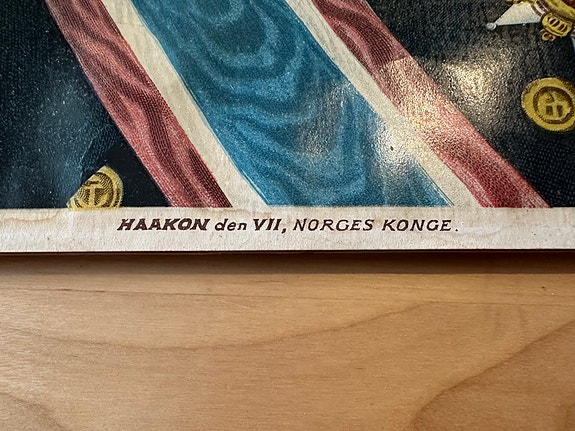 HAAKON den VII, NORGES KONGE.